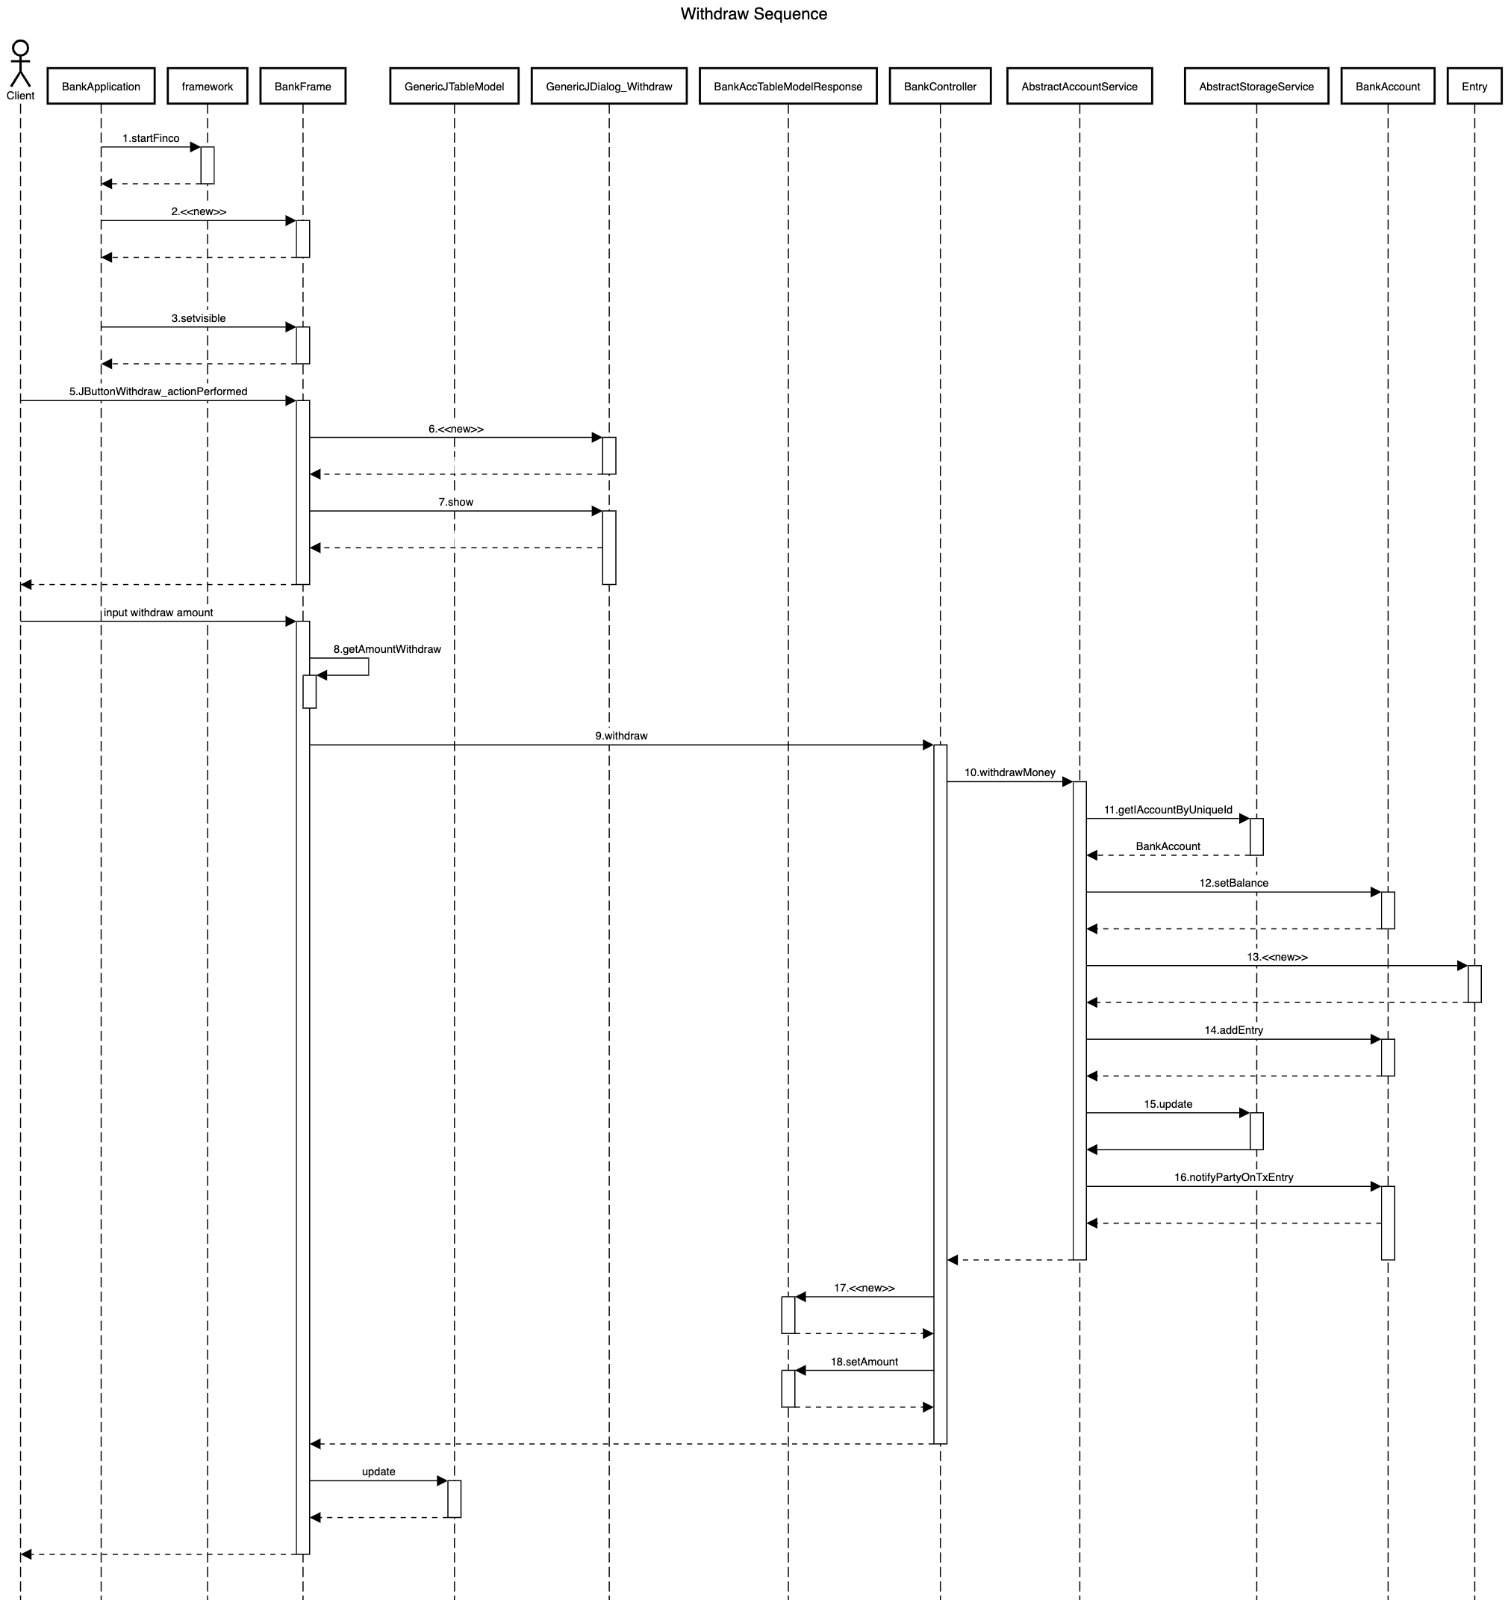 Withdraw Sequence
Client
BankApplication
framework
BankFrame
GenericJTableModel
GenericJDialog_Withdraw
BankAccTableModelResponse
BankController
AbstractAccountService
AbstractStorageService
BankAccount
Entry
1.startFinco
2.<<new>>
3.setvisible
5.JButtonWithdraw_actionPerformed
6.<<new>>
7.show
input withdraw amount
8.getAmountWithdraw
9.withdraw
10.withdrawMoney
11.getIAccountByUniqueId
BankAccount
12.setBalance
13.<<new>>
14.addEntry
15.update
16.notifyPartyOnTxEntry
17.<<new>>
18.setAmount
update